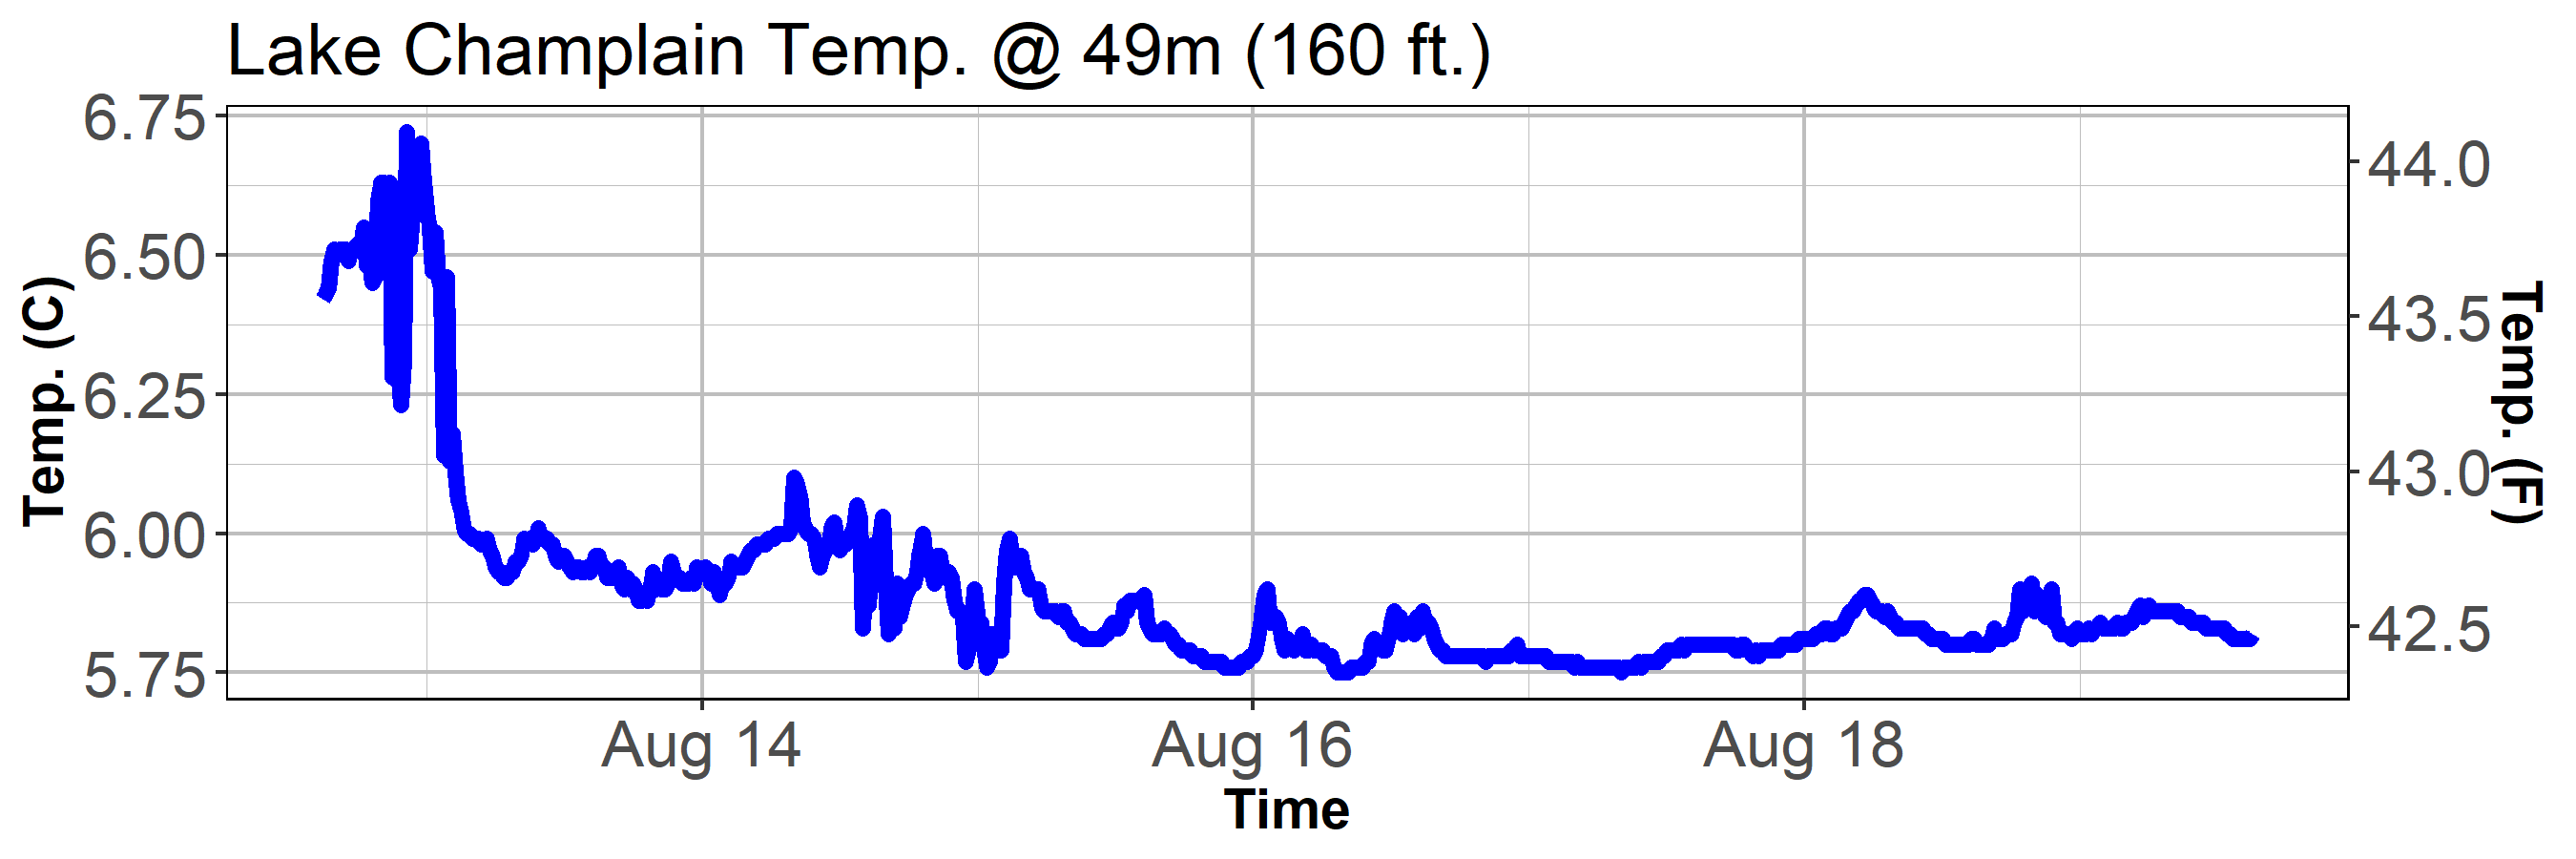 Lake Champlain Temp. @ 49m (160 ft.)
6.75
6.50
6.25
6.00
5.75
Temp. (C)
44.0
43.5
43.0
42.5
Temp. (F)
Aug 14
Aug 16
Aug 18
Time